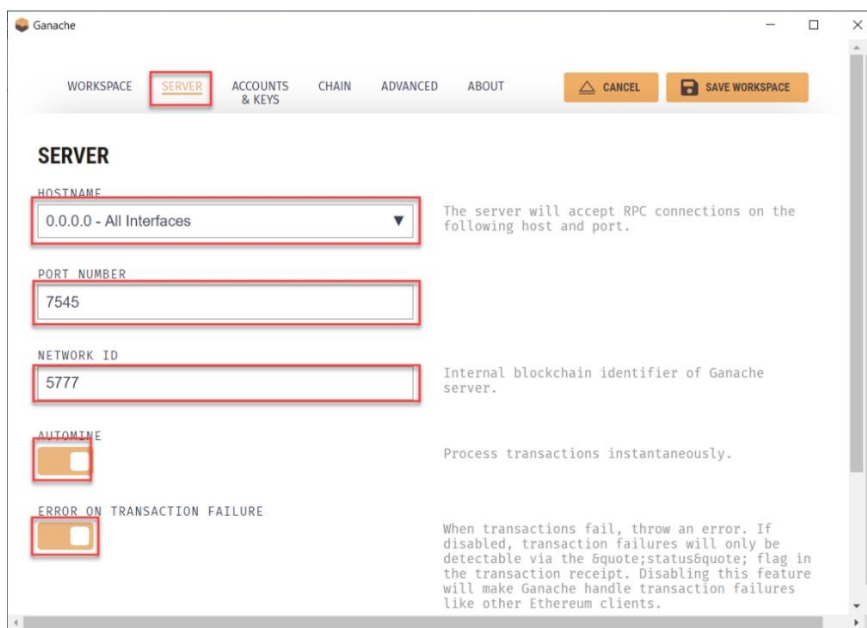 Ganache
WORKSPACE
SERVER
ACCOUNTS
& KEYS
CHAIN
ADVANCED
ABOUT
CANCEL
SAVE WORKSPACE
SERVER
HOSTNAME
0.0.0.0 - All Interfaces
The server will accept RPC connections on the
following host and port.
PORT NUMBER
7545
NETWORK ID
5777
Internal blockchain identifier of Ganache
server.
AUTOMINE
Process transactions instantaneously.
ERROR ON TRANSACTION FAILURE
When transactions fail, throw an error. If
disabled, transaction failures will only be
detectable via the &quote;status&quote; flag in
the transaction receipt. Disabling this feature
will make Ganache handle transaction failures
like other Ethereum clients.